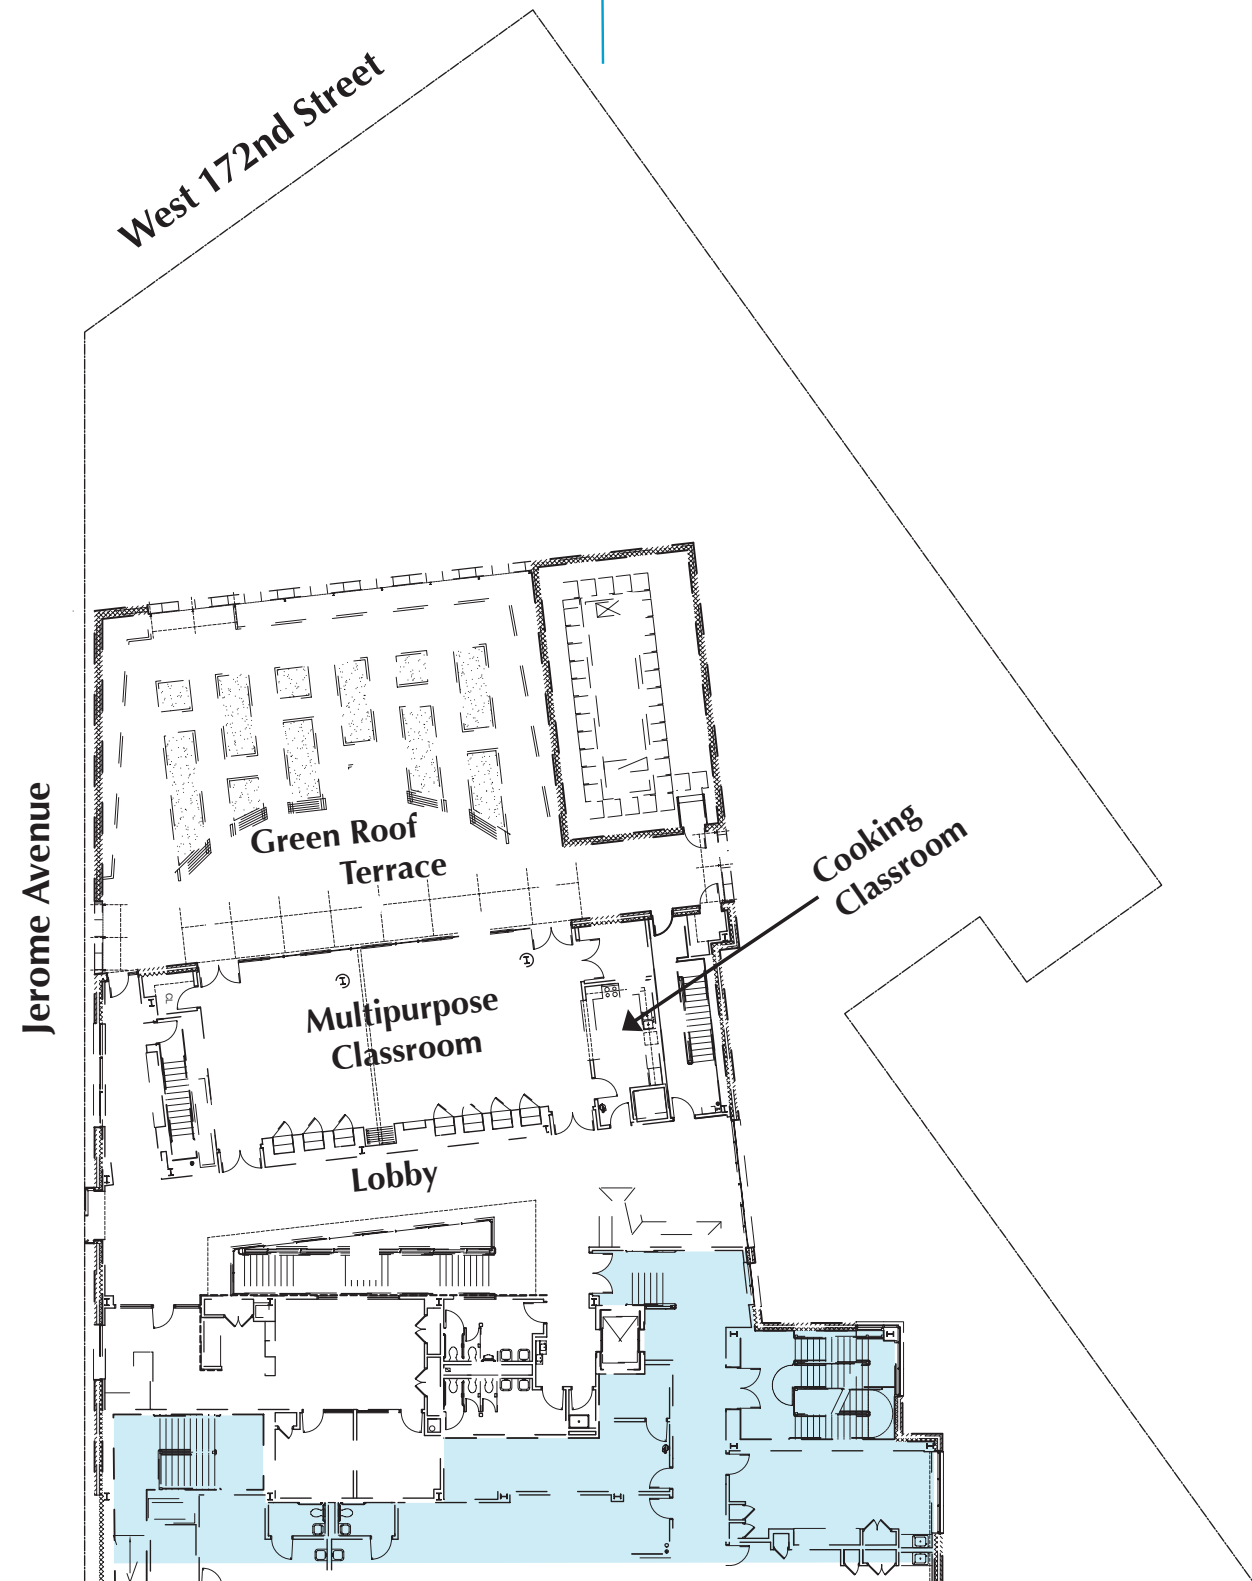 West 172nd Street
Jerome Avenue
Green Roof
Terrace
Cooking
Classroom
Multipurpose
Classroom
Lobby